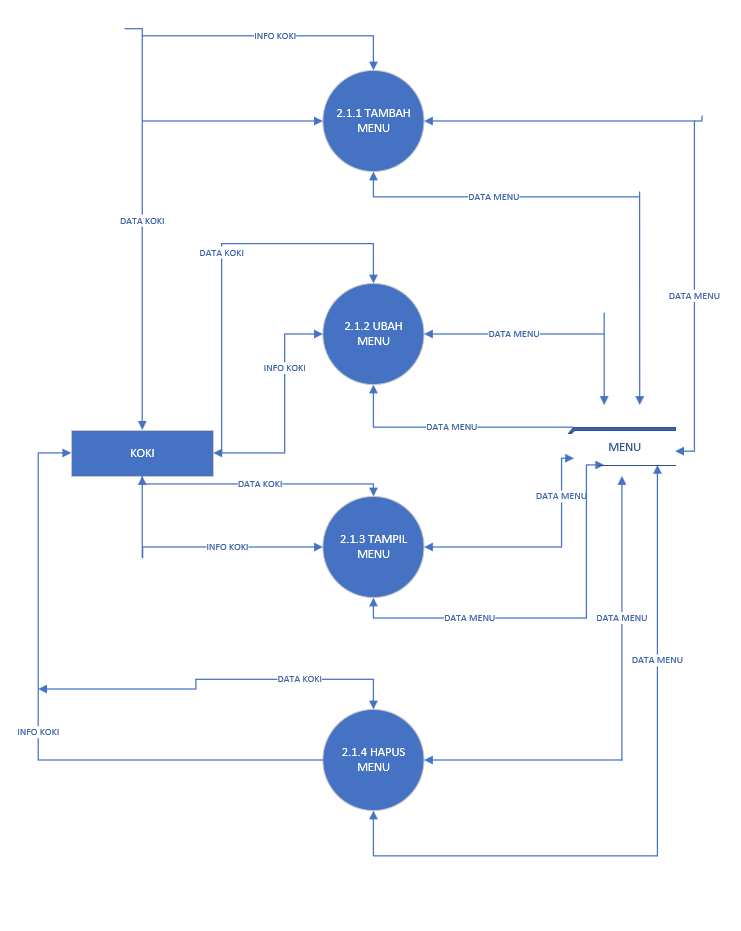 INFO KOKI
2.1.1 TAMBAH
MENU
DATA MENU
DATA KOKI
DATA KOKI
DATA MENU
2.1.2 UBAH
MENU
DATA MENU
INFO KOKI
DATA MENU
MENU
KOKI
DATA KOKI
DATA MENU
2.1.3 TAMPIL
MENU
INFO KOKI
DATA MENU
DATA MENU
DATA MENU
DATA KOKI
INFO KOKI
2.1.4 HAPUS
MENU